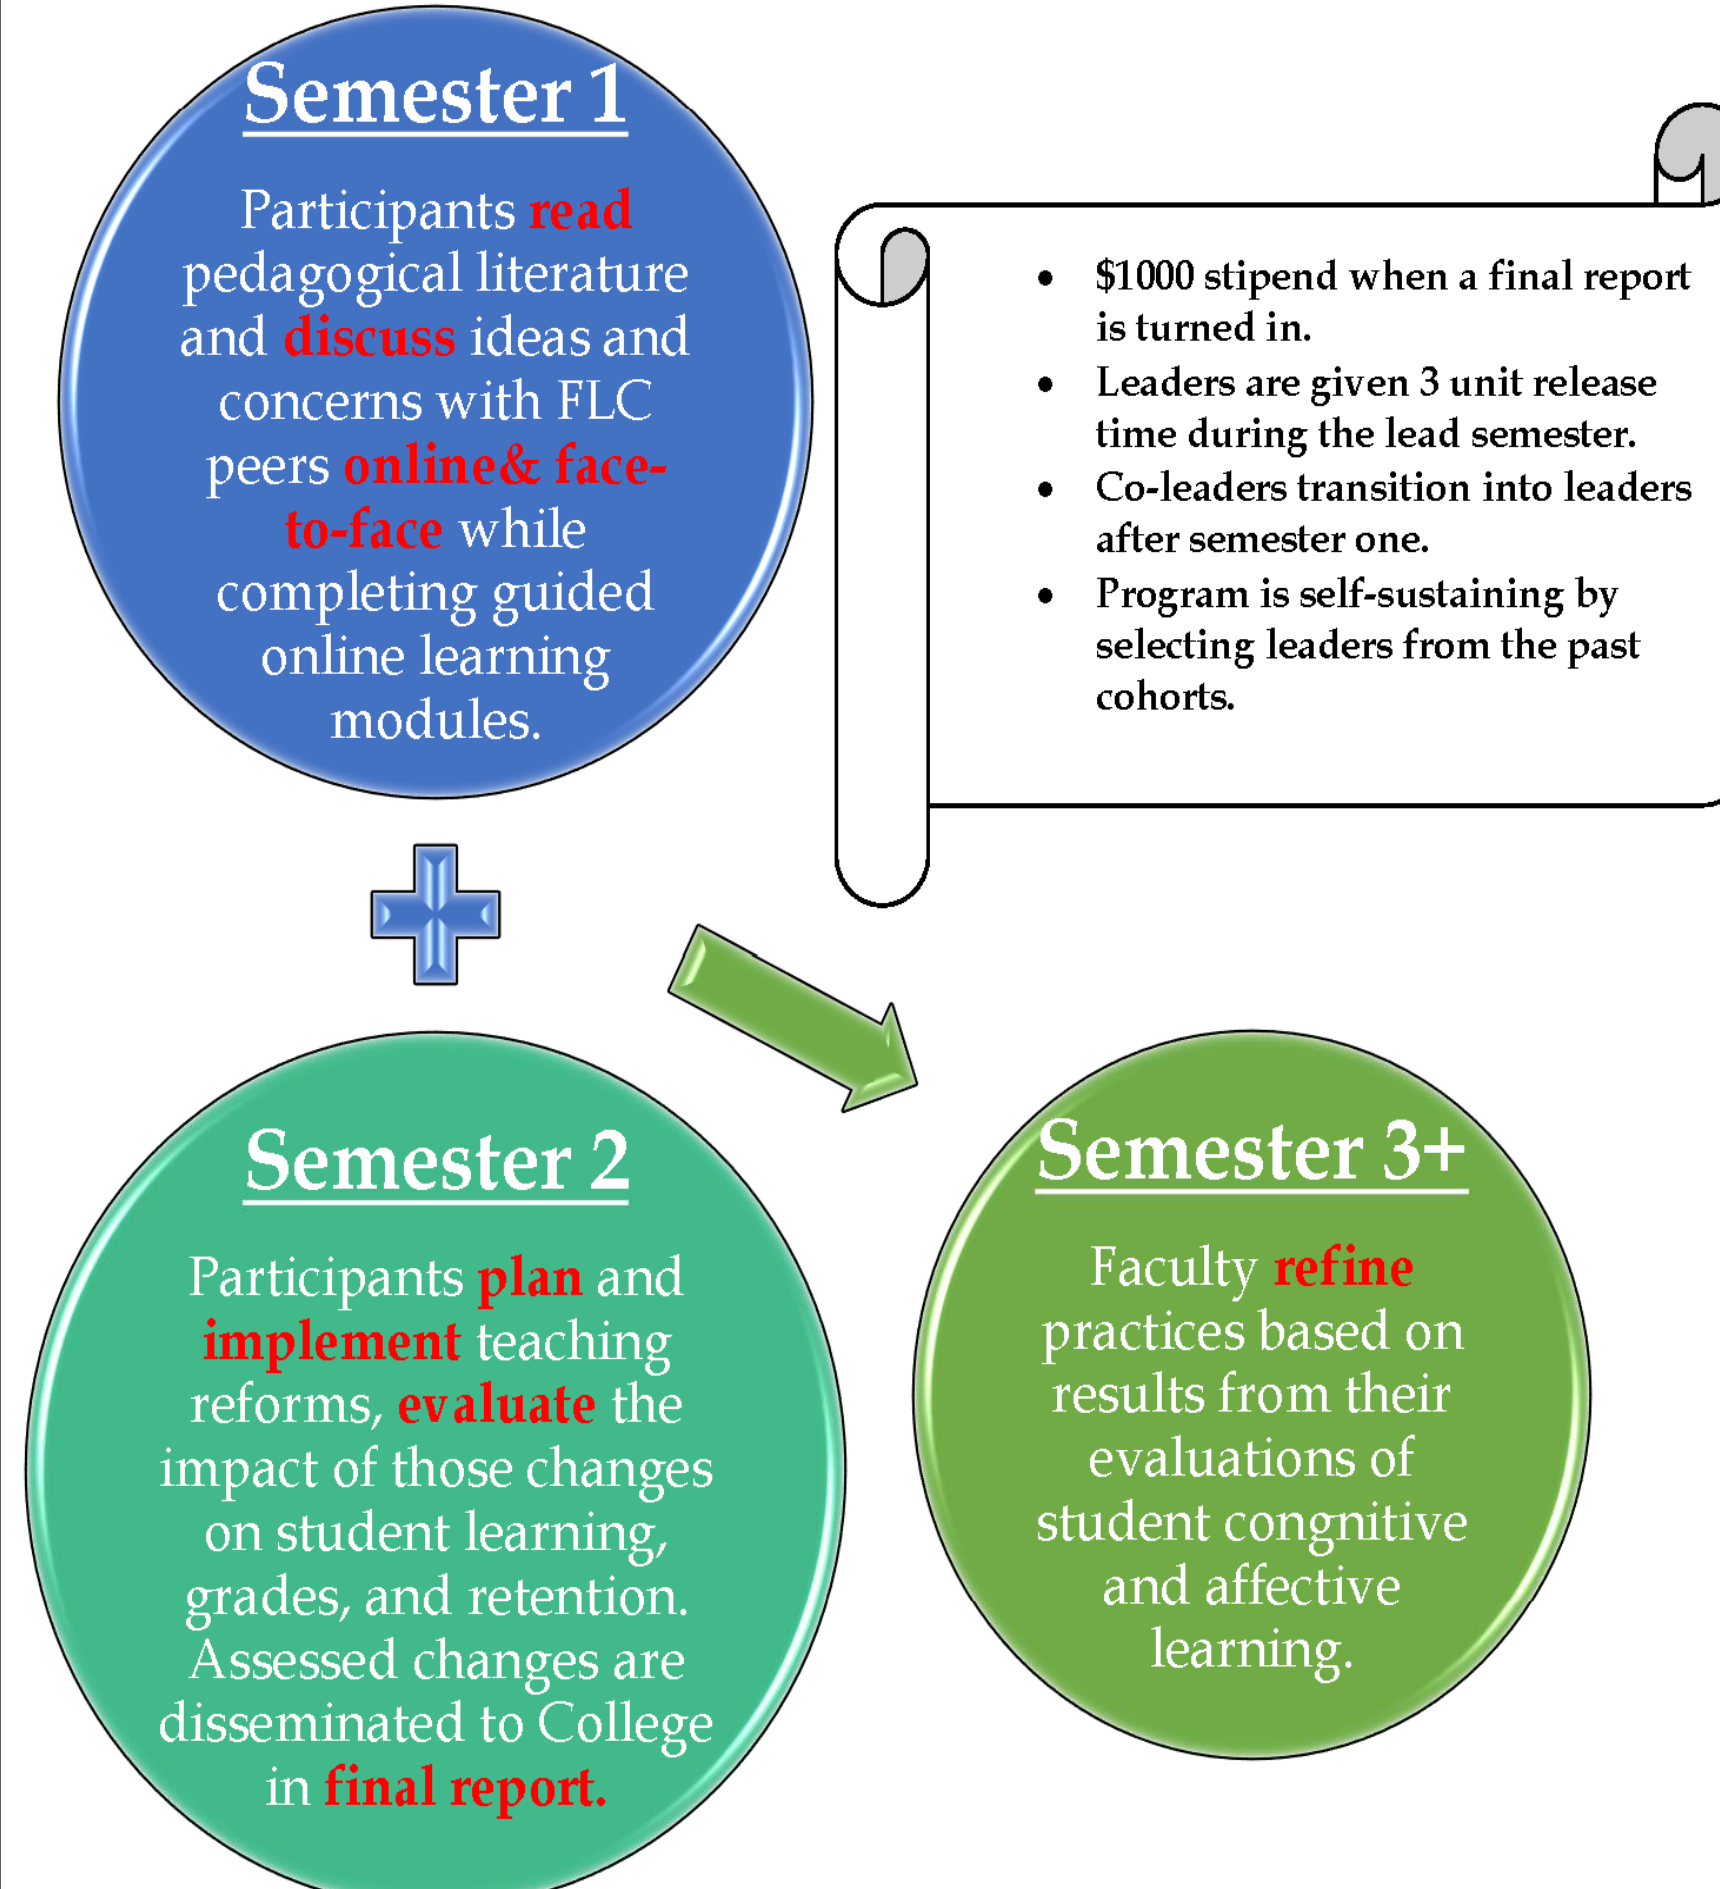 Semester 1
Participants read
pedagogical literature
and discuss ideas and
concerns with FLC
peers online& face-
to-face while
completing guided
online learning
modules.
• $1000 stipend when a final report
is turned in.
• Leaders are given 3 unit release
time during the lead semester.
• Co-leaders transition into leaders
after semester one.
• Program is self-sustaining by
selecting leaders from the past
cohorts.
Semester 2
Participants plan and
implement teaching
reforms, evaluate the
impact of those changes
on student learning,
grades, and retention.
Assessed changes are
disseminated to College
in final report.
Semester 3+
Faculty refine
practices based on
results from their
evaluations of
student congnitive
and affective
learning.